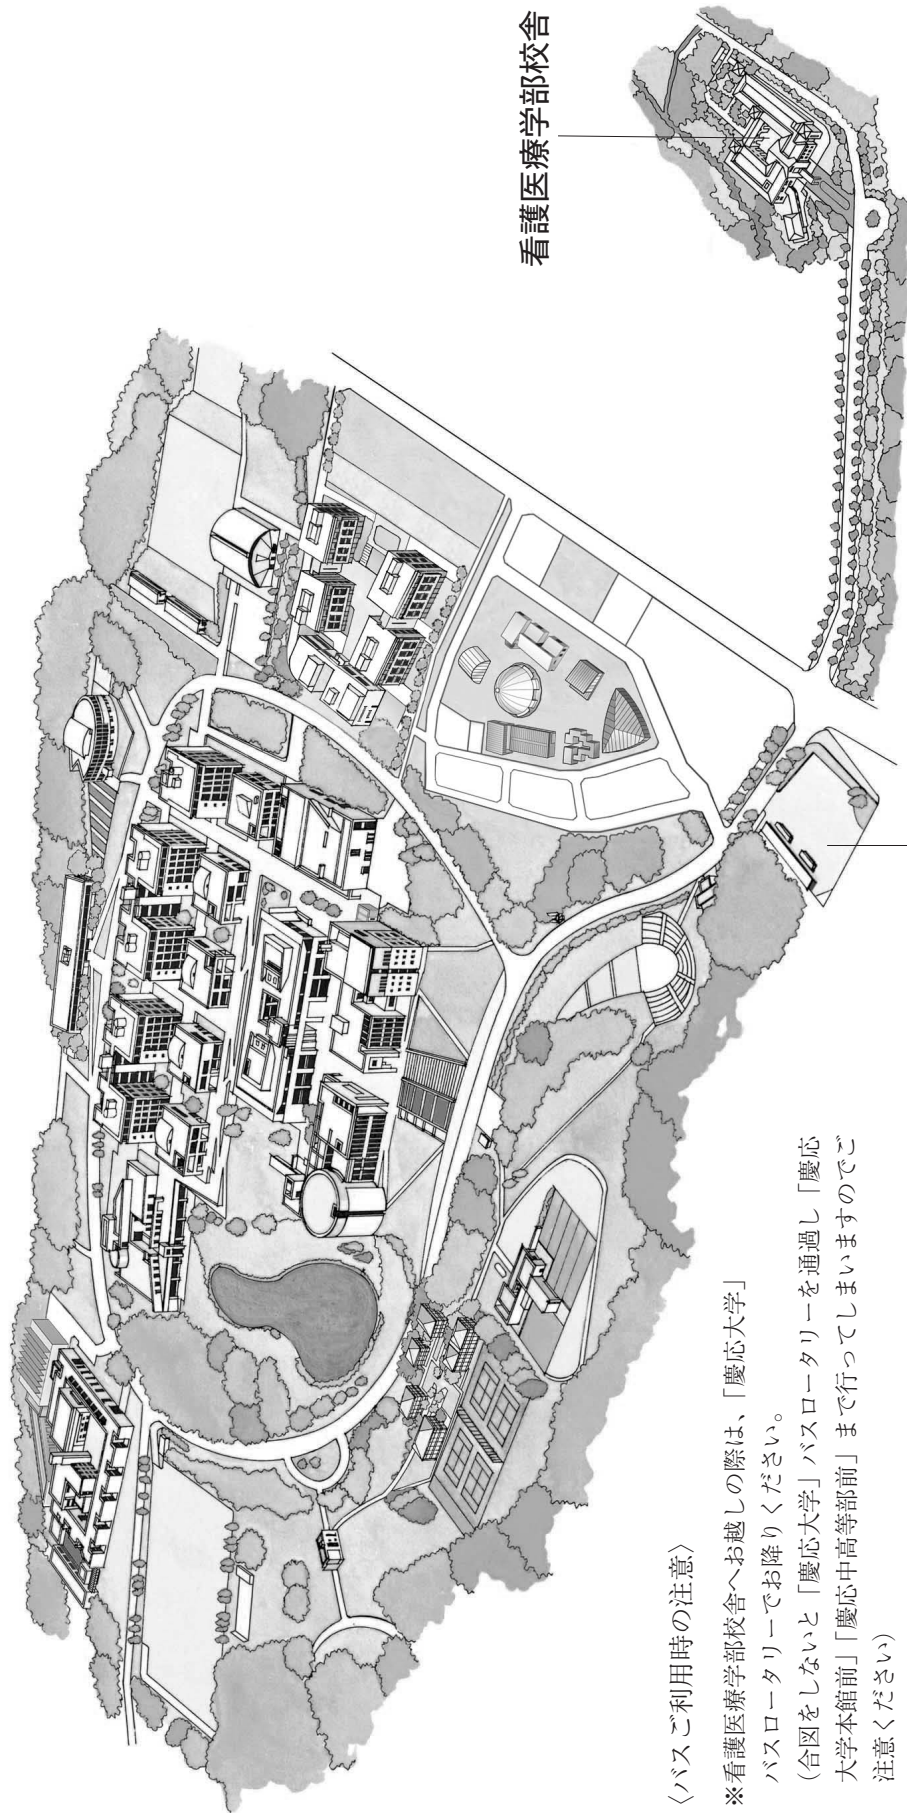 看護医療学部校舎
〈バスご利用時の注意〉
※看護医療学部校舎へお越しの際は、「慶応大学」
バスロータリーでお降りください。
(合図をしないと「慶応大学」バスロータリーを通過し「慶応
大学本館前」「慶応中高等部前」まで行ってしまいますのでご
注意ください)